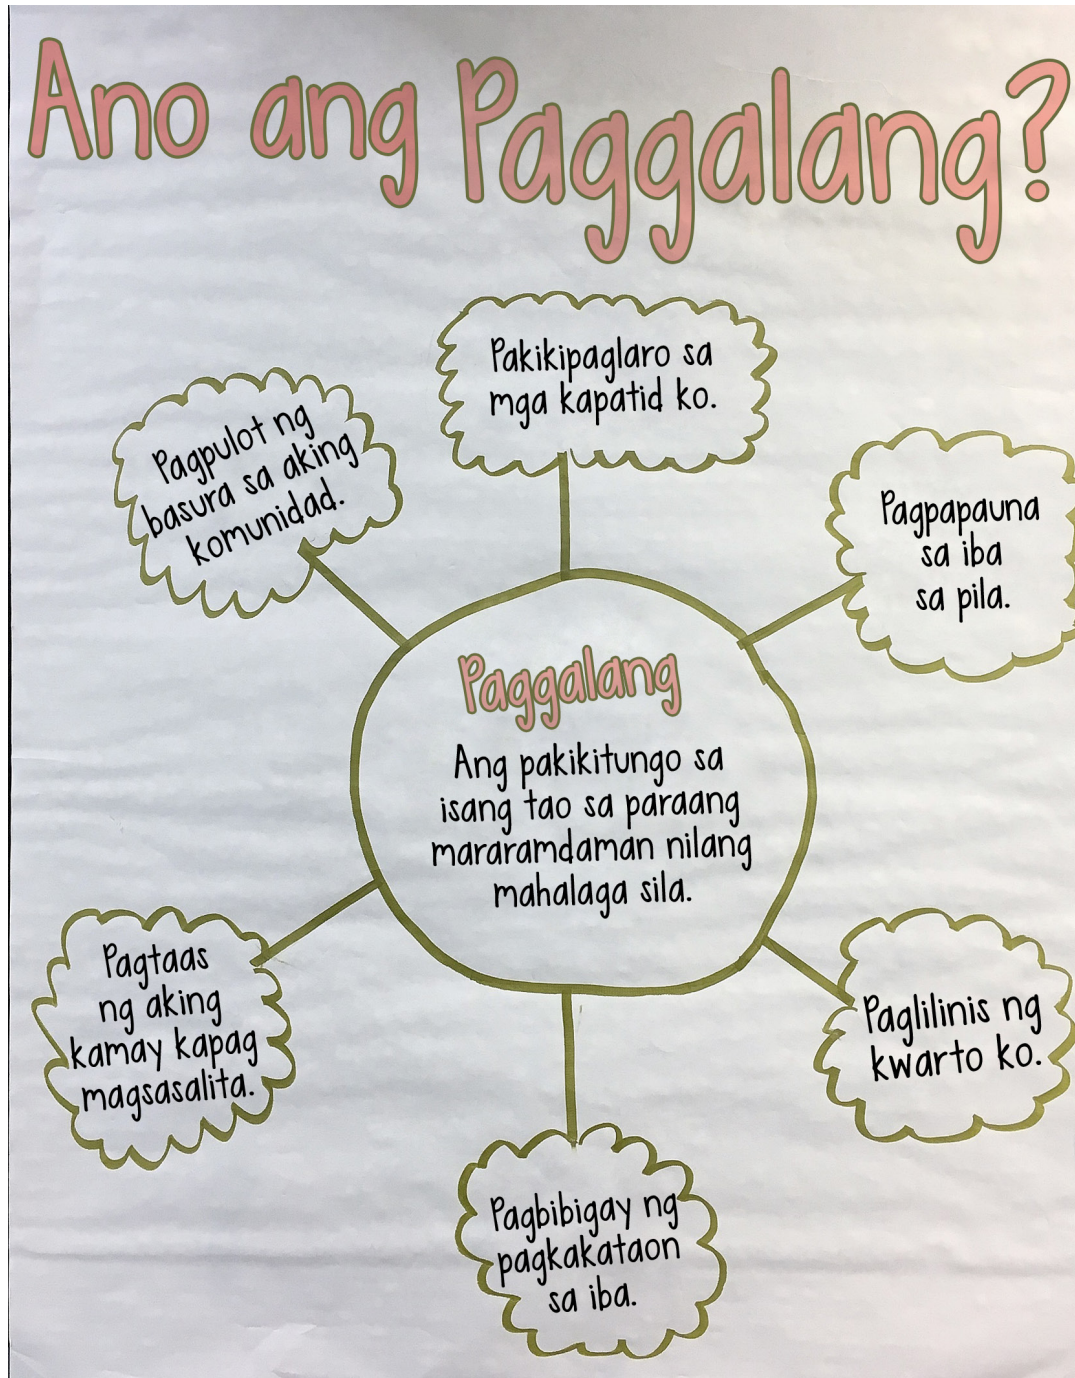 Ano ang Paggalang?
Pakikipaglaro sa
mga kapatid ko.
Pagpulot ng
basura sa aking
komunidad.
Pagpapauna
sa iba
sa pila.
Paggalang
Ang pakikitungo sa
isang tao sa paraang
mararamdaman nilang
mahalaga sila.
Pagtaas
ng aking
kamay kapag
magsasalita.
Paglilinis ng
kwarto ko.
Pagbibigay ng
pagkakataon
sa iba.